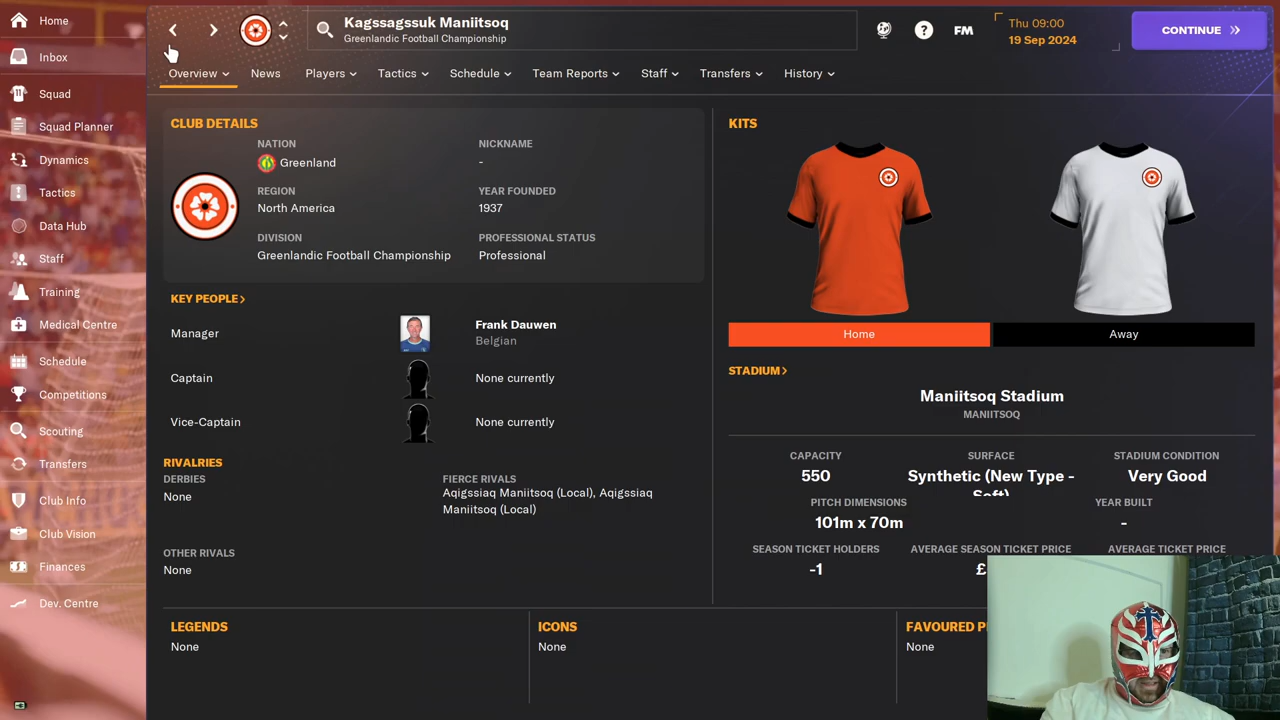 Home
Inbox
Squad
Squad Planner
Dynamics
Tactics
Data Hub
Staff
Training
Medical Centre
Schedule
Competitions
Scouting
Transfers
Club Info
Club Vision
Finances
Dev. Centre
Kagssagssuk Maniitsoq
Greenlandic Football Championship
FM
Thu 09:00
19 Sep 2024
CONTINUE
Overview News Players Tactics Schedule Team Reports Staff Transfers History
CLUB DETAILS
NATION
Greenland
NICKNAME
-
REGION
North America
YEAR FOUNDED
1937
DIVISION
Greenlandic Football Championship
PROFESSIONAL STATUS
Professional
KEY PEOPLE >
Manager
Frank Dauwen
Belgian
Captain
None currently
Vice-Captain
None currently
RIVALRIES
DERBIES
None
FIERCE RIVALS
Aqigssiaq Maniitsoq (Local), Aqigssiaq
Maniitsoq (Local)
OTHER RIVALS
None
KITS
Home
Away
STADIUM >
Maniitsoq Stadium
MANIITSOQ
CAPACITY
550
SURFACE
Synthetic (New Type -
Soft)
STADIUM CONDITION
Very Good
PITCH DIMENSIONS
101m x 70m
YEAR BUILT
-
SEASON TICKET HOLDERS
-1
AVERAGE SEASON TICKET PRICE
£
AVERAGE TICKET PRICE
LEGENDS
None
ICONS
None
FAVOURED P
None